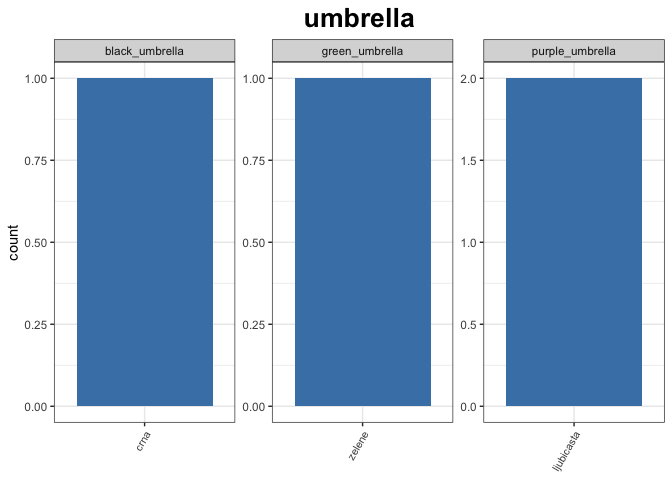 umbrella
black_umbrella green_umbrella purple_umbrella
1.00 1.00 2.0
0.75 0.75 1.5
0.50 0.50 1.0
0.25 0.25 0.5
0.00 0.00 0.0
count
crna zelene ljubicasta